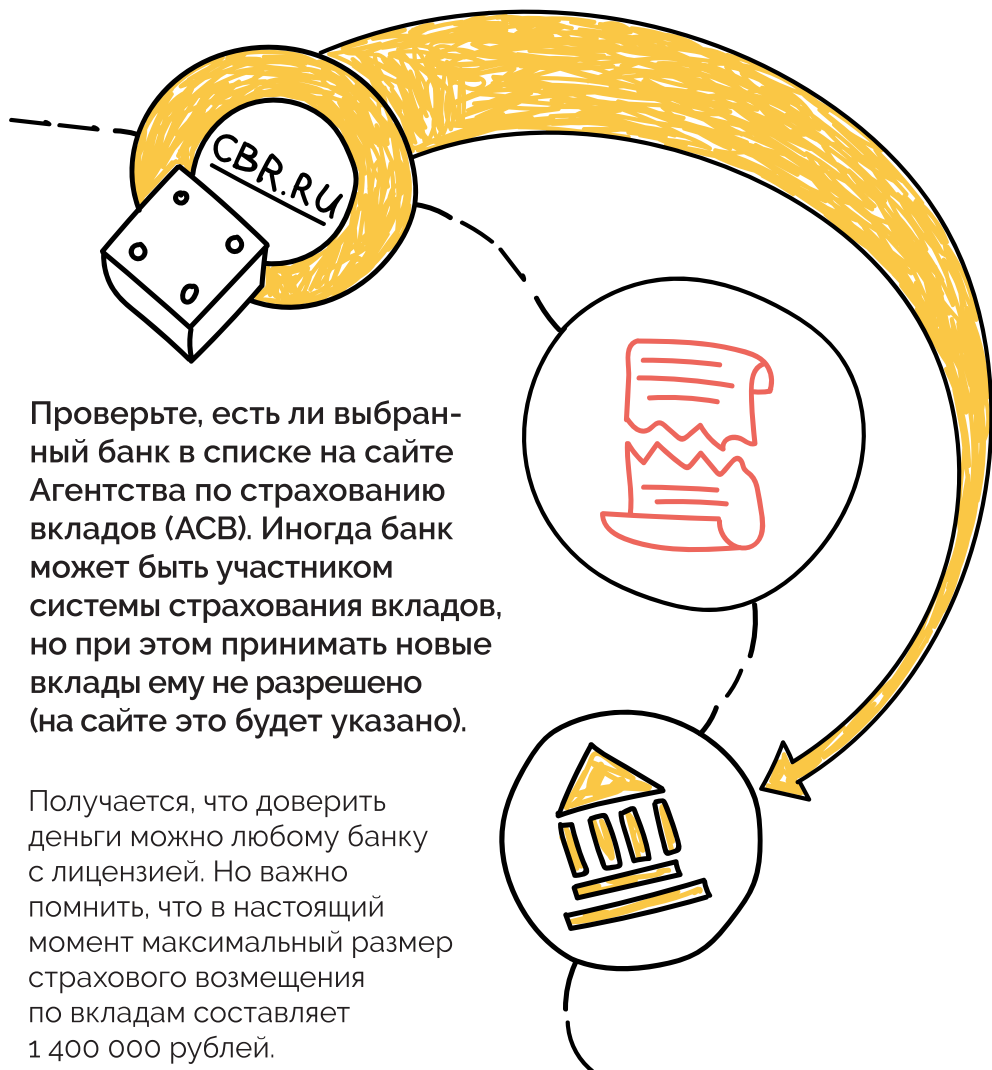 CBR.RU
Проверьте, есть ли выбран-
ный банк в списке на сайте
Агентства по страхованию
вкладов (АСВ). Иногда банк
может быть участником
системы страхования вкладов,
но при этом принимать новые
вклады ему не разрешено
(на сайте это будет указано).
Получается, что доверить
деньги можно любому банку
с лицензией. Но важно
помнить, что в настоящий
момент максимальный размер
страхового возмещения
по вкладам составляет
1 400 000 рублей.